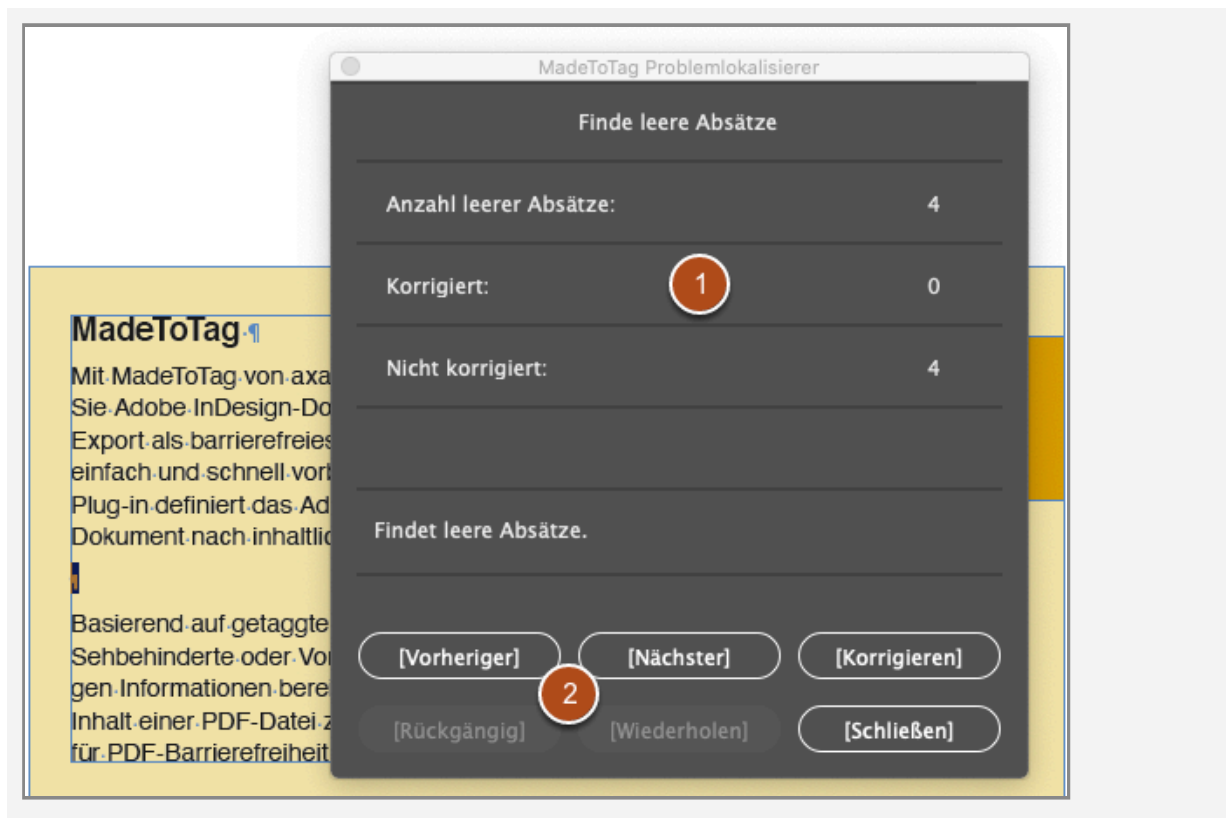 MadeToTag Problemlokalisierer
Finde leere Absätze
Anzahl leerer Absätze: 4
Korrigiert: 1 0
Nicht korrigiert: 4
Findet leere Absätze.
[Vorheriger] [Nächster] [Korrigieren]
2
[Rückgängig] [Wiederholen] [Schließen]
MadeToTag·¶
Mit·MadeToTag·von·axa
Sie·Adobe·InDesign-Do
Export·als·barrierefreies
einfach·und·schnell·
Plug-in·definiert·das·Ad
Dokument·nach·
¶
Basierend·auf·getaggte
Sehbehinderte·oder·
gen·Informationen·bere
Inhalt·einer·PDF-Datei·
für·PDF-Barrierefreiheit